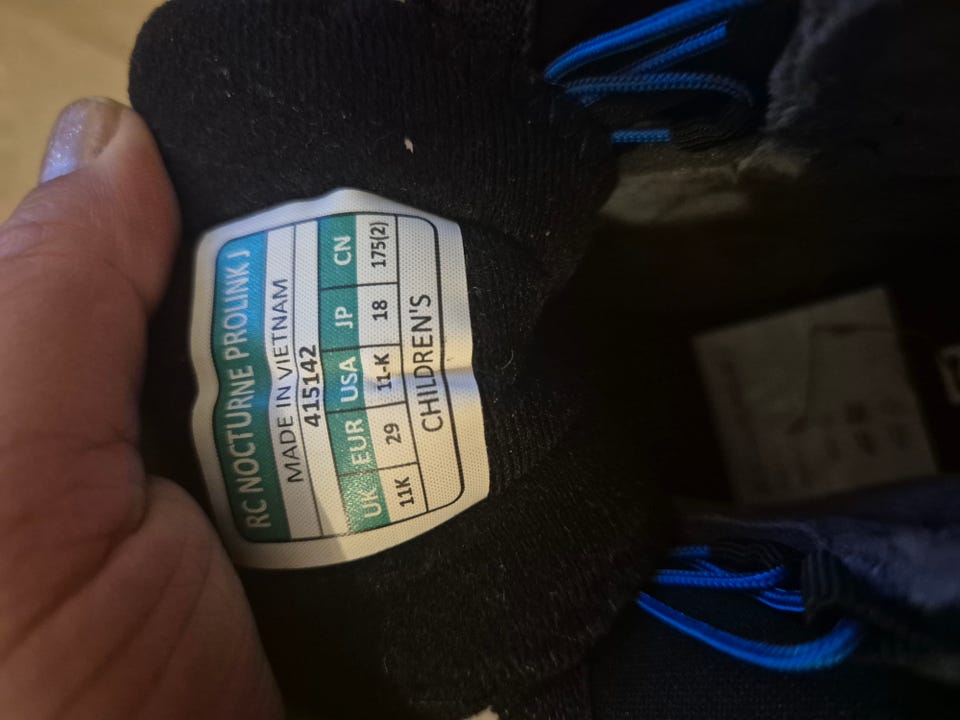 RC NOCTURNE PROLINK J
MADE IN VIETNAM
415142
UK EUR USA JP CN
11K 29 11-K 18 175(2)
CHILDREN'S